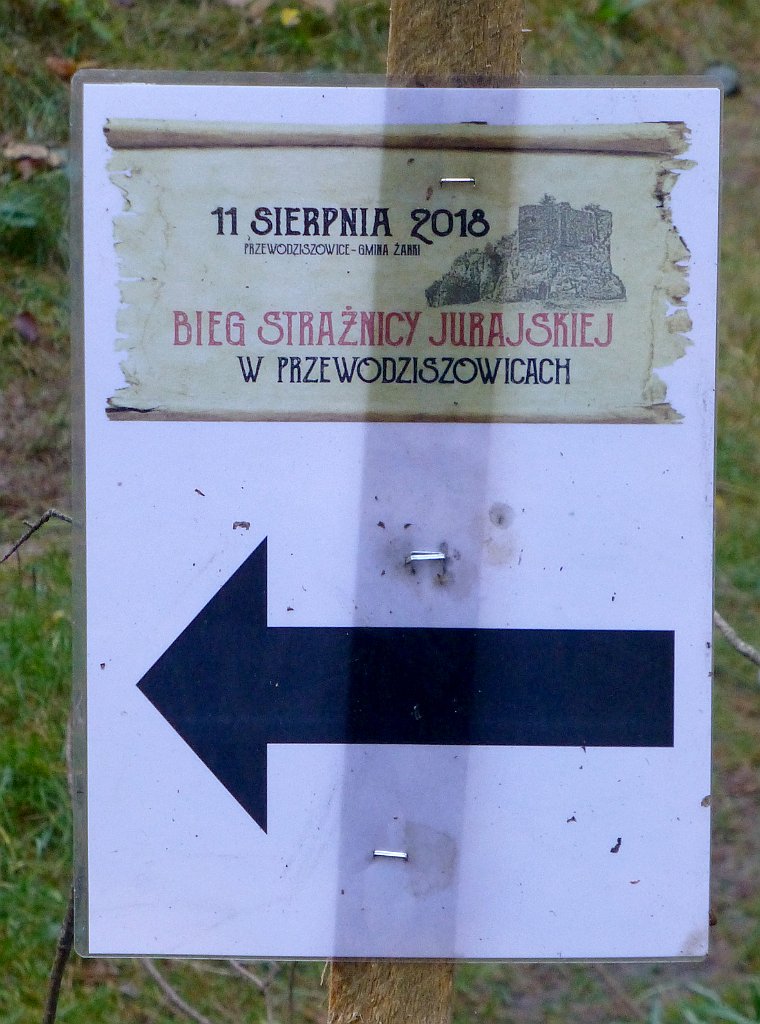 11 SIERPNIA 2018
PRZEWODZISZOWICE - GMINA ŻARKI
BIEG STRAŻNICY JURAJSKIEJ
W PRZEWODZISZOWICACH